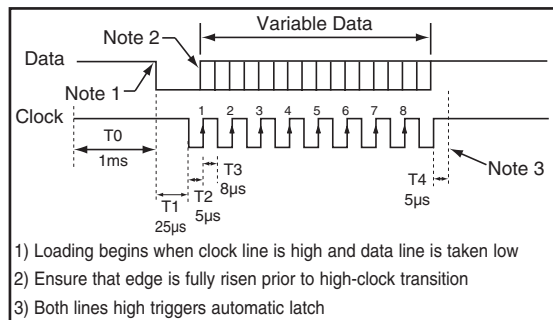 Variable Data
Note 2
Data
Note 1
Clock
1 2 3 4 5 6 7 8
T0
1ms
T3
8µs
T4
5µs
Note 3
T2
5µs
T1
25µs
1) Loading begins when clock line is high and data line is taken low
2) Ensure that edge is fully risen prior to high-clock transition
3) Both lines high triggers automatic latch